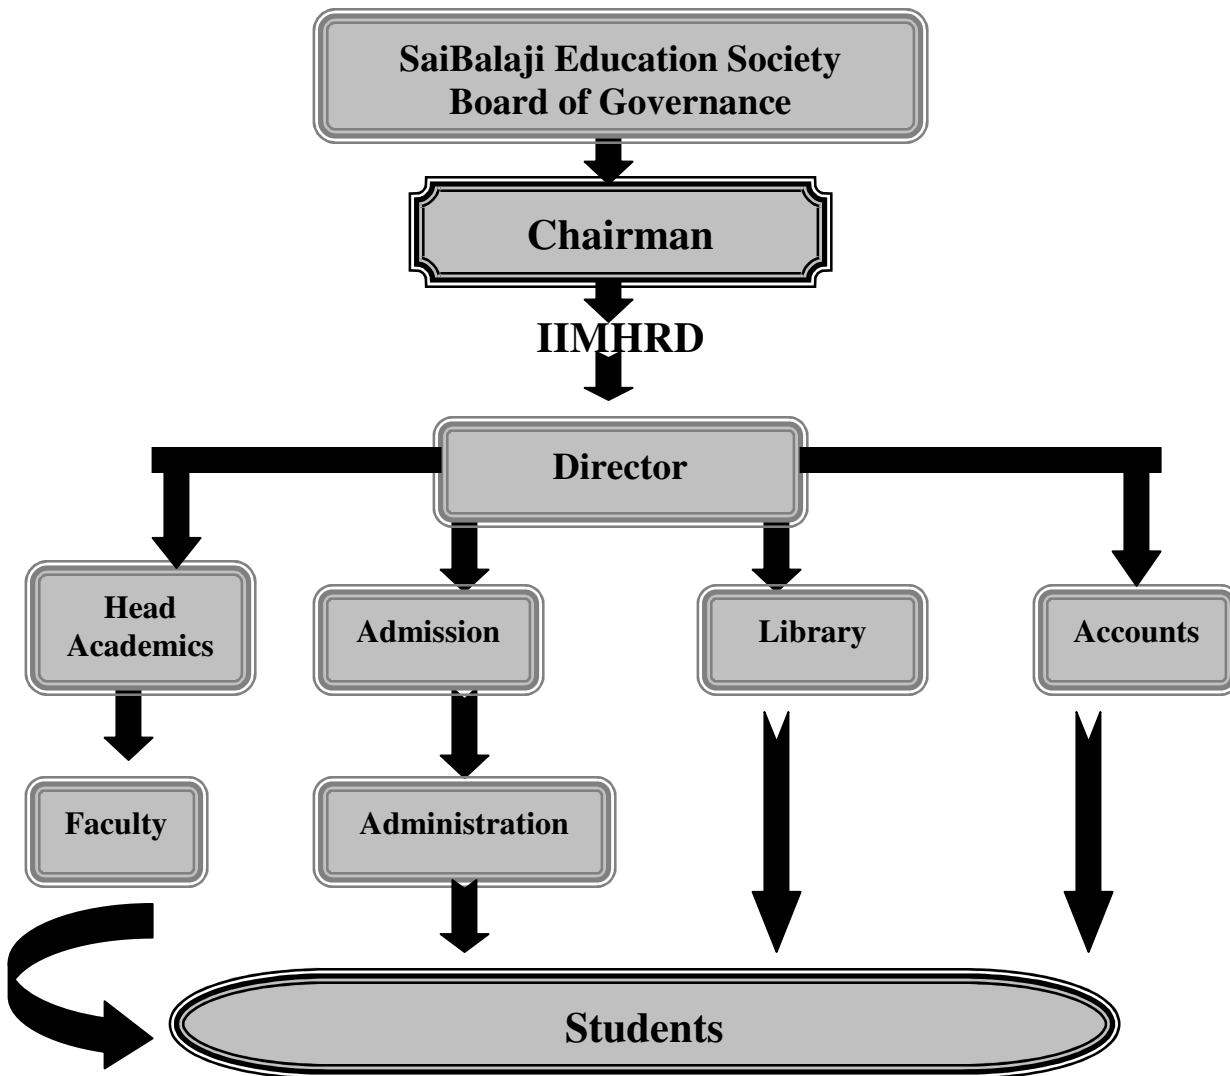 SaiBalaji Education Society
Board of Governance
Chairman
IIMHRD
Director
Head
Academics
Admission
Library
Accounts
Faculty
Administration
Students